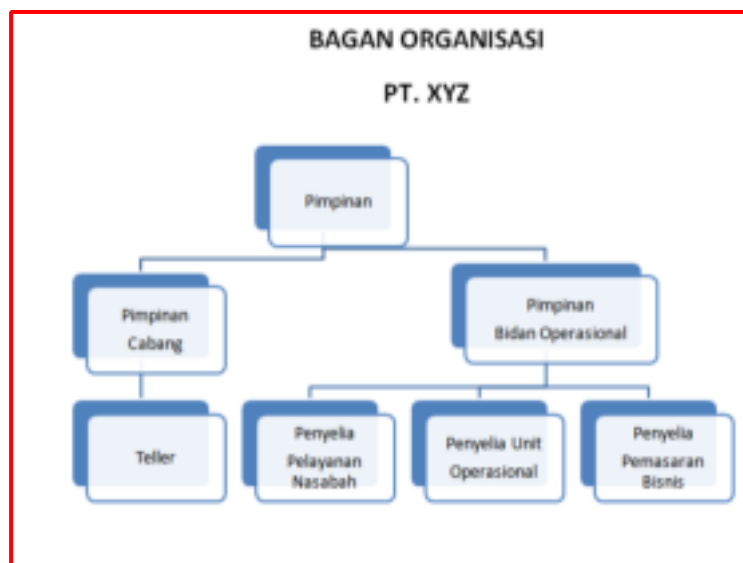 BAGAN ORGANISASI
PT. XYZ
Pimpinan
Pimpinan
Cabang
Pimpinan
Bidan Operasional
Teller
Penyelia
Pelayanan
Nasabah
Penyelia Unit
Operasional
Penyelia
Pemasaran
Bisnis